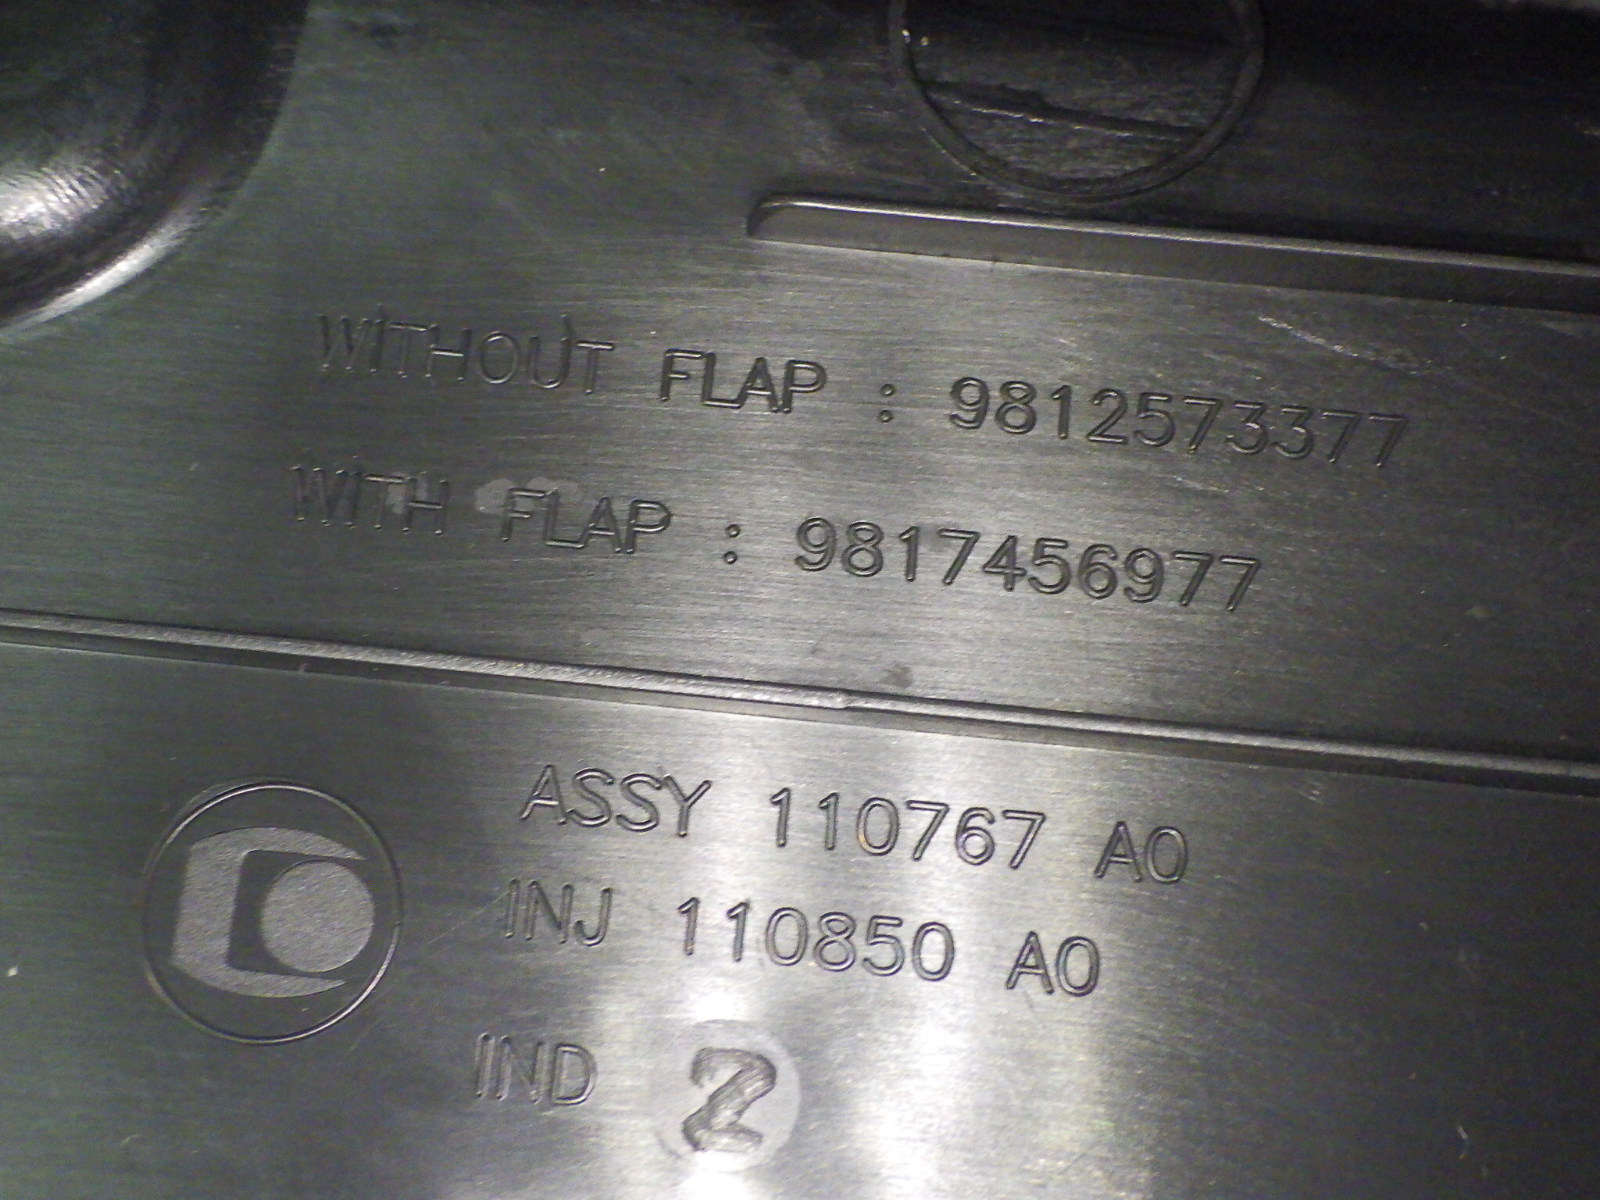 WITHOUT FLAP : 9812573377
WITH FLAP : 9817456977
ASSY 110767 A0
INJ 110850 A0
IND 2